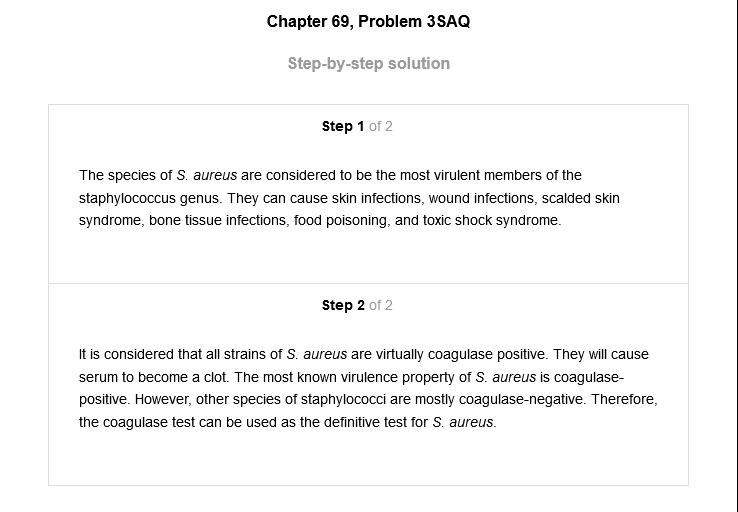 Chapter 69, Problem 3SAQ
Step-by-step solution
Step 1 of 2
The species of S. aureus are considered to be the most virulent members of the
staphylococcus genus. They can cause skin infections, wound infections, scalded skin
syndrome, bone tissue infections, food poisoning, and toxic shock syndrome.
Step 2 of 2
It is considered that all strains of S. aureus are virtually coagulase positive. They will cause
serum to become a clot. The most known virulence property of S. aureus is coagulase-
positive. However, other species of staphylococci are mostly coagulase-negative. Therefore,
the coagulase test can be used as the definitive test for S. aureus.